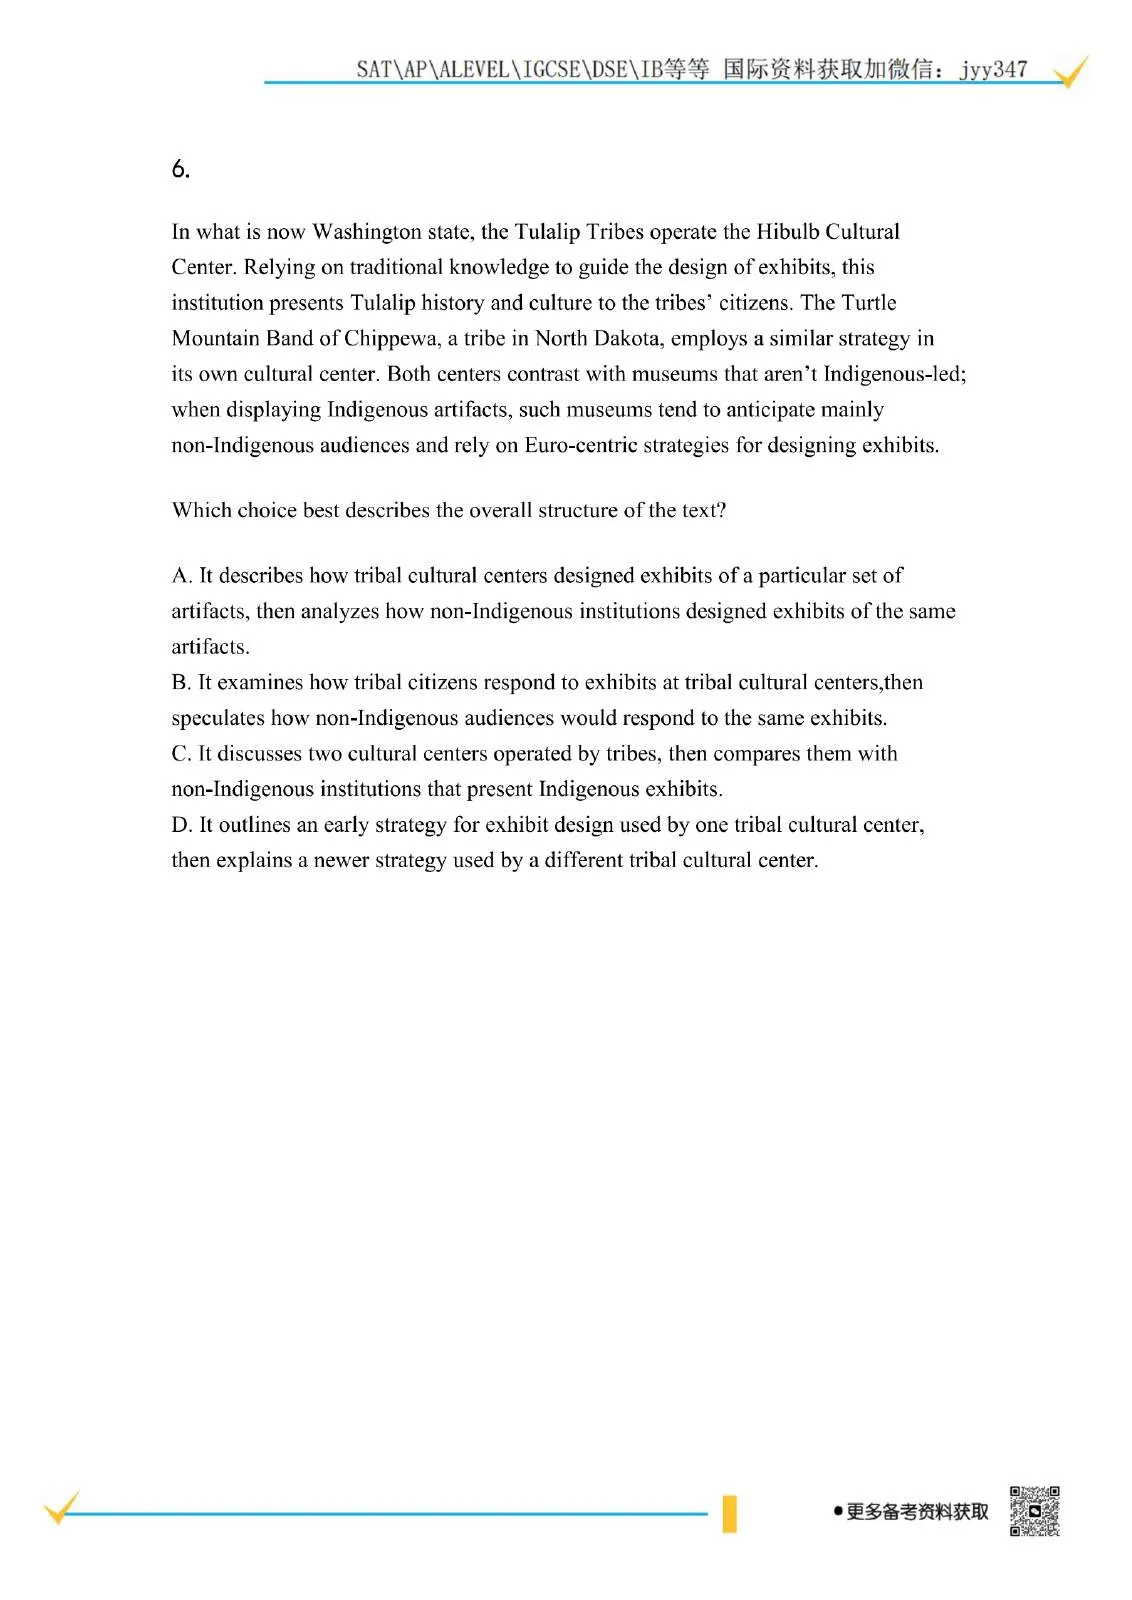 SAT\AP\ALEVEL\IGCSE\DSE\IB等等 国际资料获取加微信：jyy347
6.
In what is now Washington state, the Tulalip Tribes operate the Hibulb Cultural
Center. Relying on traditional knowledge to guide the design of exhibits, this
institution presents Tulalip history and culture to the tribes’ citizens. The Turtle
Mountain Band of Chippewa, a tribe in North Dakota, employs a similar strategy in
its own cultural center. Both centers contrast with museums that aren’t Indigenous-led;
when displaying Indigenous artifacts, such museums tend to anticipate mainly
non-Indigenous audiences and rely on Euro-centric strategies for designing exhibits.
Which choice best describes the overall structure of the text?
A. It describes how tribal cultural centers designed exhibits of a particular set of
artifacts, then analyzes how non-Indigenous institutions designed exhibits of the same
artifacts.
B. It examines how tribal citizens respond to exhibits at tribal cultural centers,then
speculates how non-Indigenous audiences would respond to the same exhibits.
C. It discusses two cultural centers operated by tribes, then compares them with
non-Indigenous institutions that present Indigenous exhibits.
D. It outlines an early strategy for exhibit design used by one tribal cultural center,
then explains a newer strategy used by a different tribal cultural center.
●更多备考资料获取